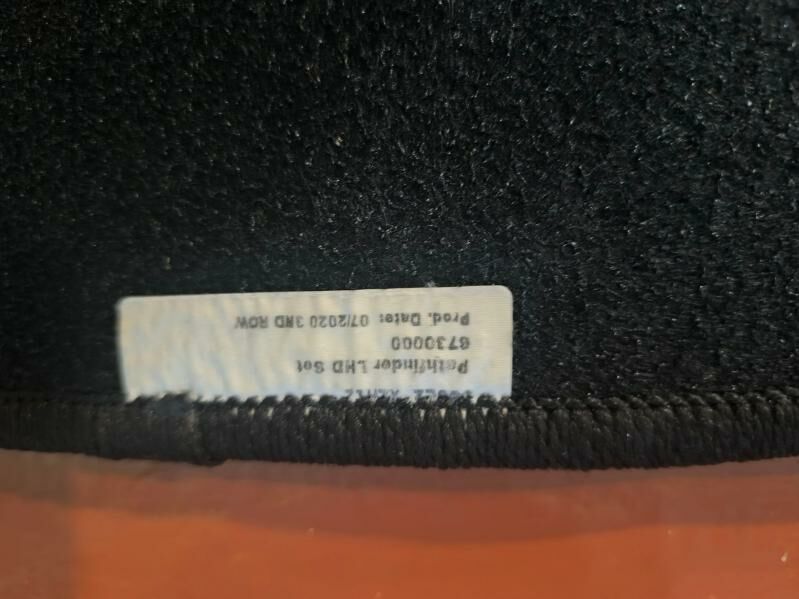 Pathfinder LHD Set
6730000
Prod. Date: 07/2020 3RD ROW